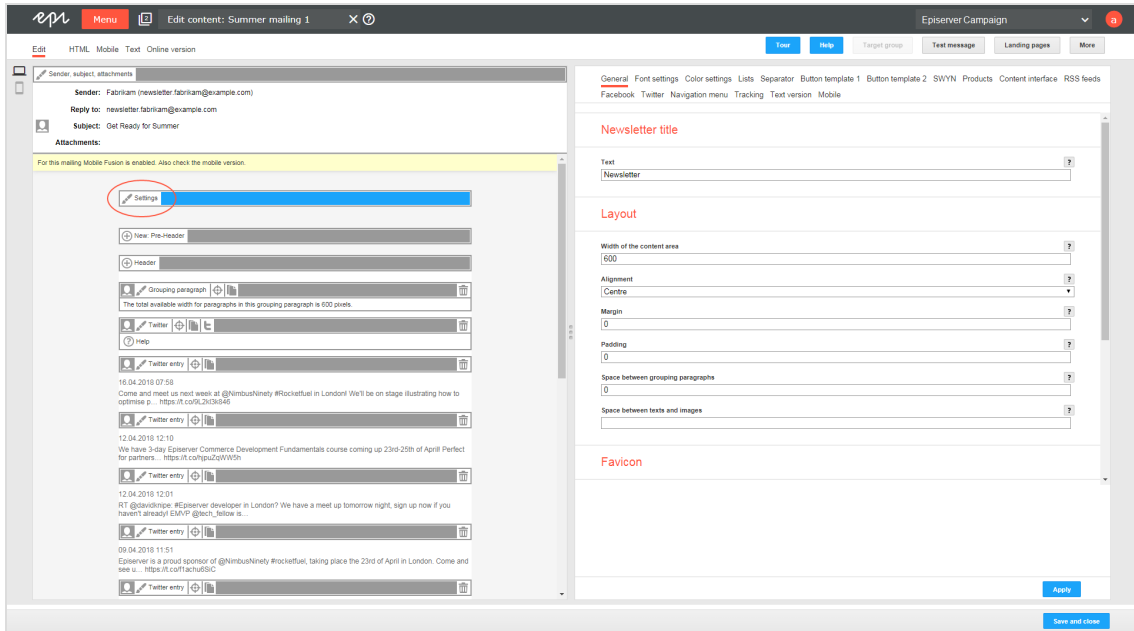 epi Menu 2 Edit content: Summer mailing 1 X ? Episerver Campaign a
Edit HTML Mobile Text Online version Tour Help Target group Test message Landing pages More
Sender, subject, attachments
Sender: Fabrikam (newsletter.fabrikam@example.com)
Reply to: newsletter.fabrikam@example.com
Subject: Get Ready for Summer
Attachments:
For this mailing Mobile Fusion is enabled. Also check the mobile version.
Settings
New: Pre-Header
Header
Grouping paragraph
The total available width for paragraphs in this grouping paragraph is 600 pixels.
Twitter
? Help
Twitter entry
16.04.2018 07:58
Come and meet us next week at @NimbusNinety #Rocketfuel in London! We'll be on stage illustrating how to
optimise p... https://t.co/9L2kl3k846
Twitter entry
12.04.2018 12:10
We have 3-day Episerver Commerce Development Fundamentals course coming up 23rd-25th of April! Perfect
for partners... https://t.co/hjpuZqWW5h
Twitter entry
12.04.2018 12:01
RT @davidknipe: #Episerver developer in London? We have a meet up tomorrow night, sign up now if you
haven't already! EMVP @tech_fellow is...
Twitter entry
09.04.2018 11:51
Episerver is a proud sponsor of @NimbusNinety #rocketfuel, taking place the 23rd of April in London. Come and
see u... https://t.co/f1achu6SiC
Twitter entry
General Font settings Color settings Lists Separator Button template 1 Button template 2 SWYN Products Content interface RSS feeds
Facebook Twitter Navigation menu Tracking Text version Mobile
Newsletter title
Text ?
Newsletter
Layout
Width of the content area ?
600
Alignment ?
Centre
Margin ?
0
Padding ?
0
Space between grouping paragraphs ?
0
Space between texts and images ?
Favicon
Apply
Save and close